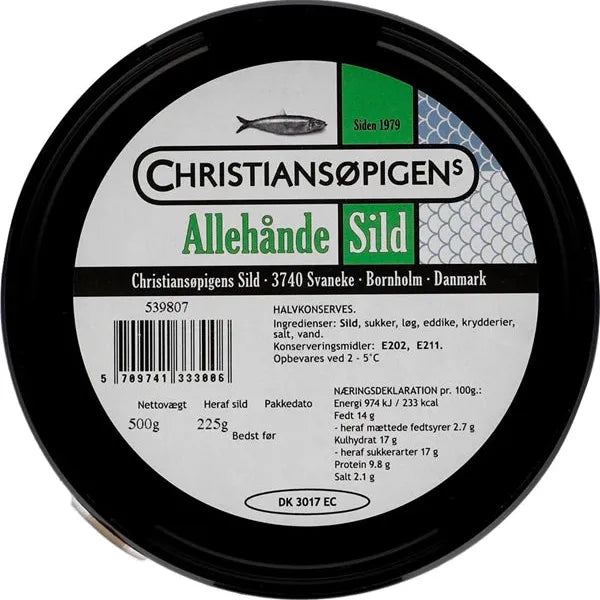 Siden 1979
CHRISTIANSØPIGENS
Allehånde Sild
Christiansøpigens Sild · 3740 Svaneke · Bornholm · Danmark
539807
5 709741 333006
HALVKONSERVES.
Ingredienser: Sild, sukker, løg, eddike, krydderier,
salt, vand.
Konserveringsmidler: E202, E211.
Opbevares ved 2 - 5°C
Nettovægt Heraf sild Pakkedato
500g 225g
Bedst før
NÆRINGSDEKLARATION pr. 100g.:
Energi 974 kJ / 233 kcal
Fedt 14 g
- heraf mættede fedtsyrer 2.7 g
Kulhydrat 17 g
- heraf sukkerarter 17 g
Protein 9.8 g
Salt 2.1 g
DK 3017 EC